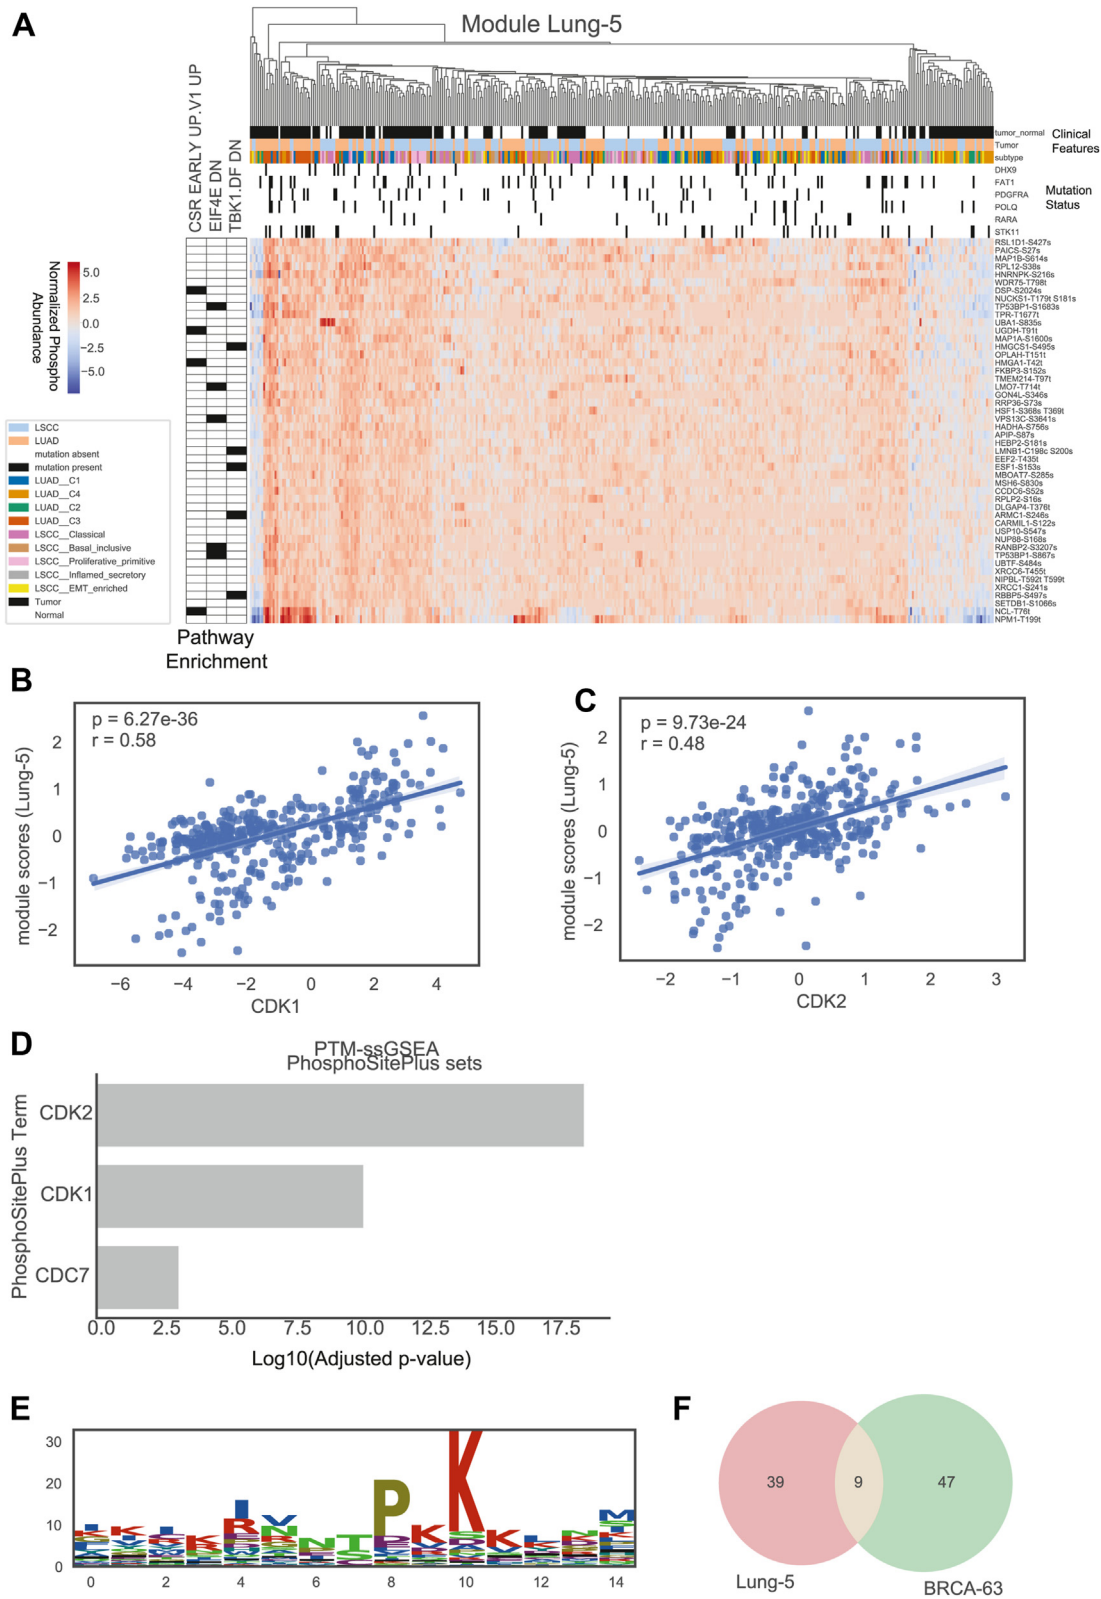 A
Module Lung-5
CSR EARLY UP.V1 UP
EIF4E DN
TBK1.DF DN
tumor_normal
Tumor
subtype
Clinical
Features
DHX9
FAT1
PDGFRA
POLQ
RARA
STK11
Mutation
Status
Normalized Phospho
Abundance
5.0
2.5
0.0
−2.5
−5.0
RSL1D1-S427s
PAICS-S27s
MAP1B-S614s
RPL12-S38s
HNRNPK-S216s
WDR75-T798t
DSP-S2024s
NUCKS1-T179t S181s
TP53BP1-S1683s
TPR-T1677t
UBA1-S835s
UGDH-T91t
MAP1A-S1600s
HMGCS1-S495s
OPLAH-T151t
HMGA1-T42t
FKBP3-S152s
TMEM214-T97t
LMO7-T714t
GON4L-S346s
RRP36-S73s
HSF1-S368s T369t
VPS13C-S3641s
HADHA-S756s
APIP-S87s
HEBP2-S181s
LMNB1-C198c S200s
EEF2-T435t
ESF1-S153s
MBOAT7-S285s
MSH6-S830s
CCDC6-S52s
RPLP2-S16s
DLGAP4-T376t
ARMC1-S246s
CARMIL1-S122s
USP10-S547s
NUP88-S168s
RANBP2-S3207s
TP53BP1-S867s
UBTF-S484s
XRCC6-T455t
NIPBL-T592t T599t
XRCC1-S241s
RBBP5-S497s
SETDB1-S1066s
NCL-T76t
NPM1-T199t
LSCC
LUAD
mutation absent
mutation present
LUAD__C1
LUAD__C4
LUAD__C2
LUAD__C3
LSCC__Classical
LSCC__Basal_inclusive
LSCC__Proliferative_primitive
LSCC__Inflamed_secretory
LSCC__EMT_enriched
Tumor
Normal
Pathway
Enrichment
B
p = 6.27e-36
r = 0.58
module scores (Lung-5)
2
1
0
−1
−2
−6 −4 −2 0 2 4
CDK1
C
p = 9.73e-24
r = 0.48
module scores (Lung-5)
2
1
0
−1
−2
−2 −1 0 1 2 3
CDK2
D
PTM-ssGSEA
PhosphoSitePlus sets
PhosphoSitePlus Term
CDK2
CDK1
CDC7
0.0 2.5 5.0 7.5 10.0 12.5 15.0 17.5
Log10(Adjusted p-value)
E
30
20
10
0
0 2 4 6 8 10 12 14
F
39 9 47
Lung-5
BRCA-63